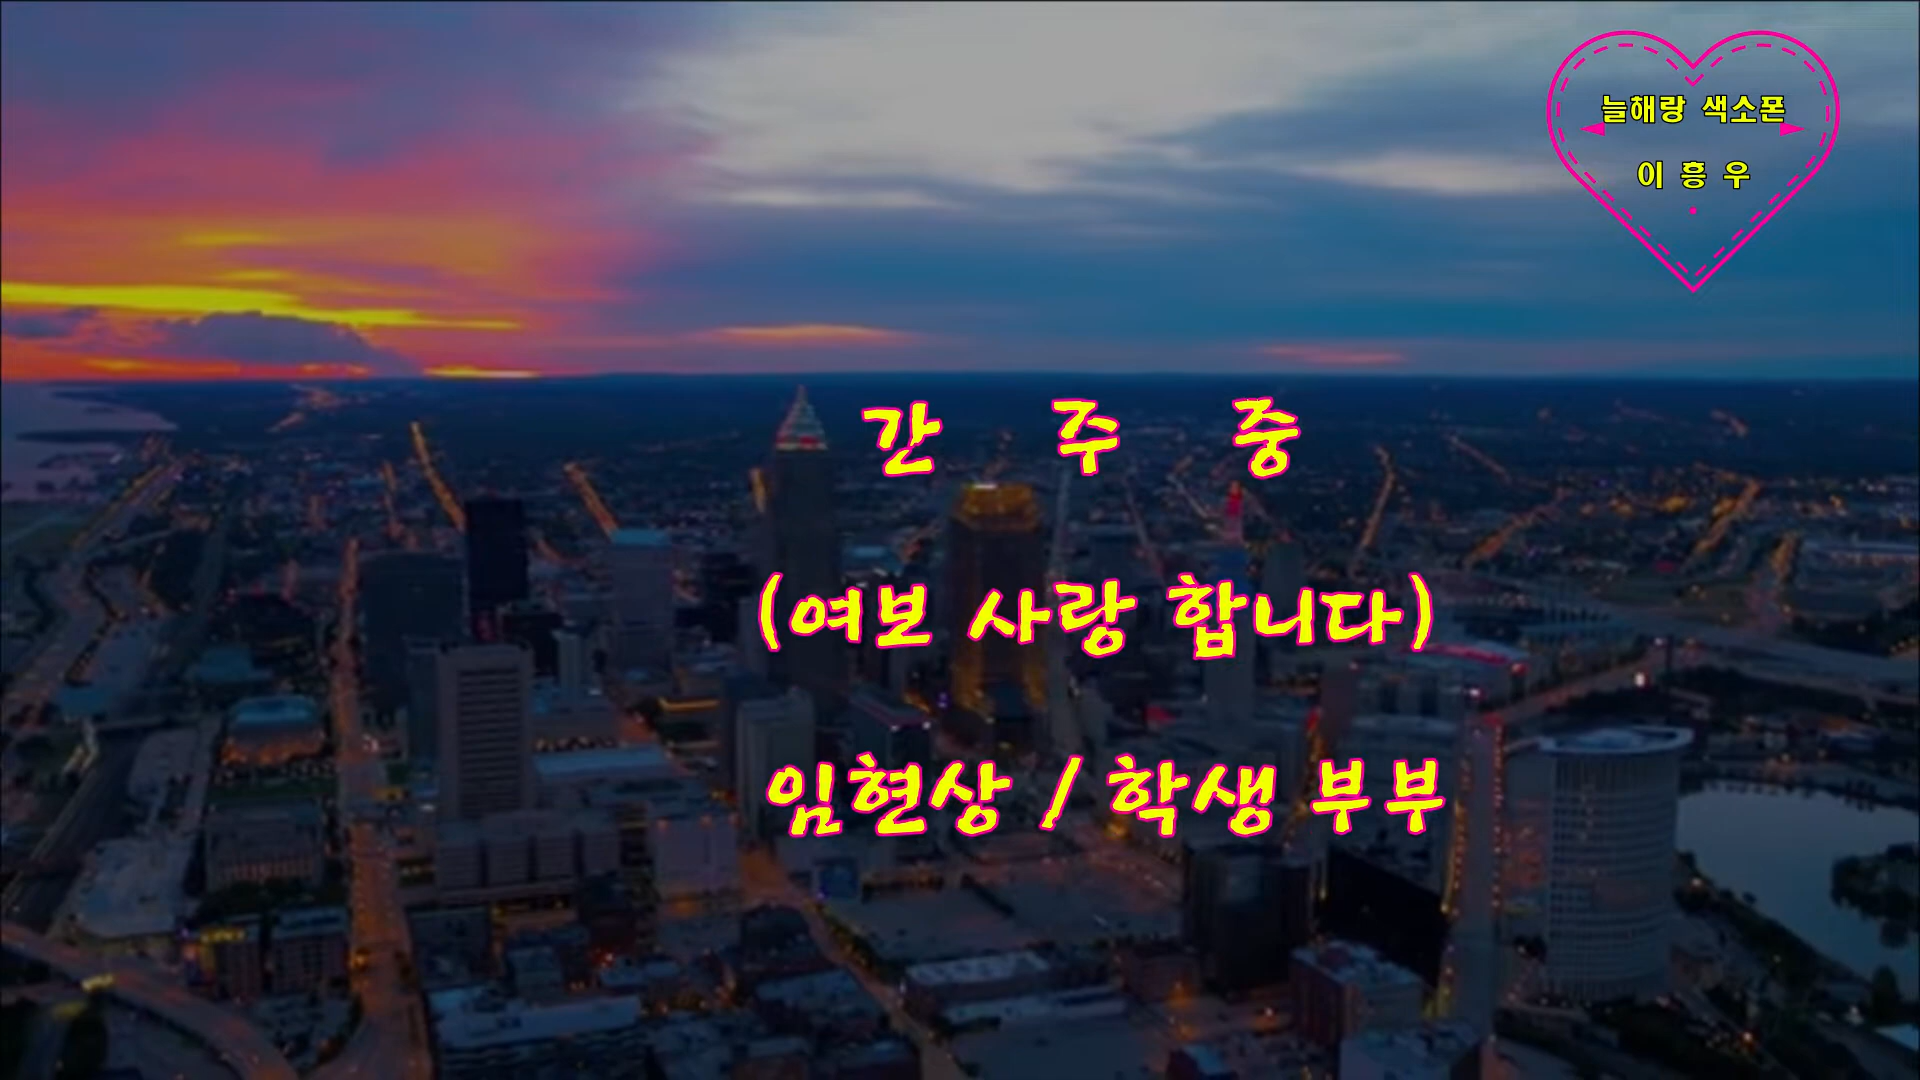 늘해랑 색소폰
이 흥 우
간 주 중
(여보 사랑 합니다)
임현상 / 학생 부부